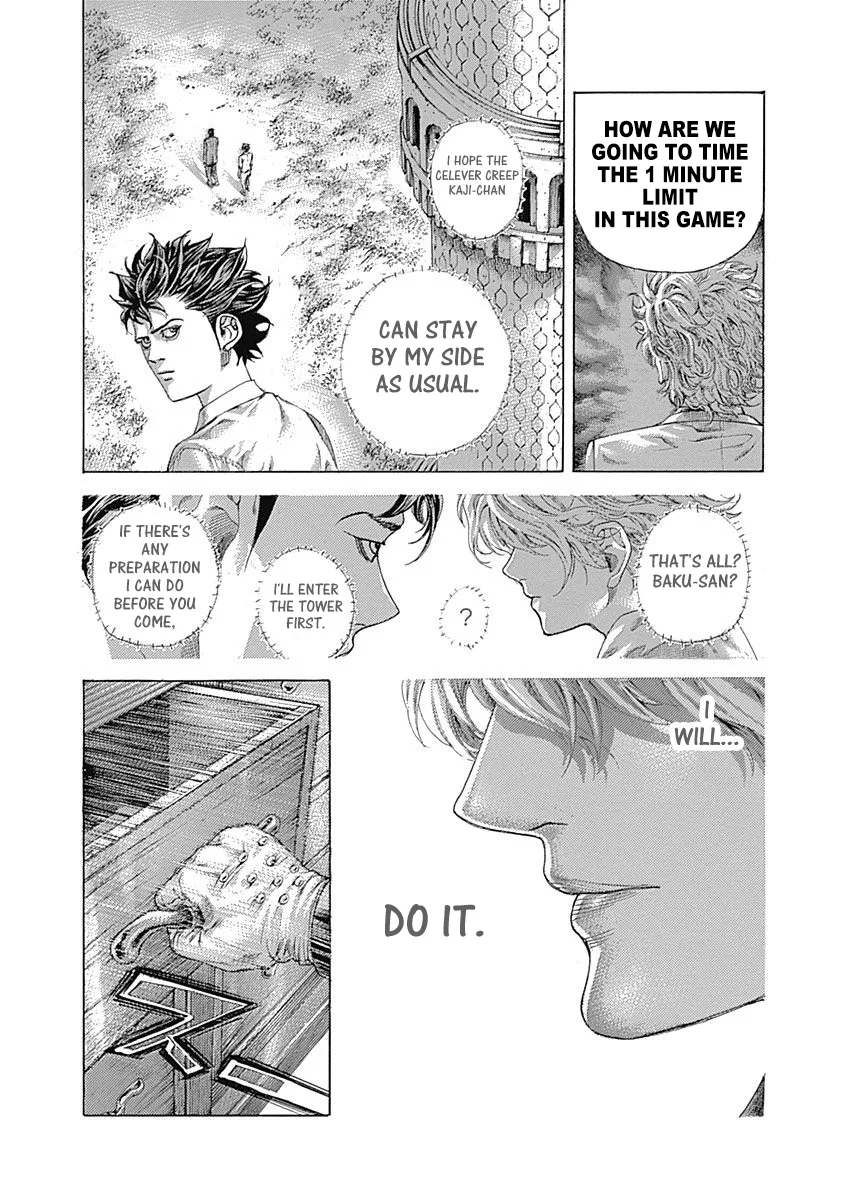 HOW ARE WE
GOING TO TIME
THE 1 MINUTE
LIMIT
IN THIS GAME?
I HOPE THE
CELEVER CREEP
KAJI-CHAN
CAN STAY
BY MY SIDE
AS USUAL.
THAT'S ALL?
BAKU-SAN?
?
I'LL ENTER
THE TOWER
FIRST.
IF THERE'S
ANY
PREPARATION
I CAN DO
BEFORE YOU
COME,
I
WILL...
DO IT.
スー